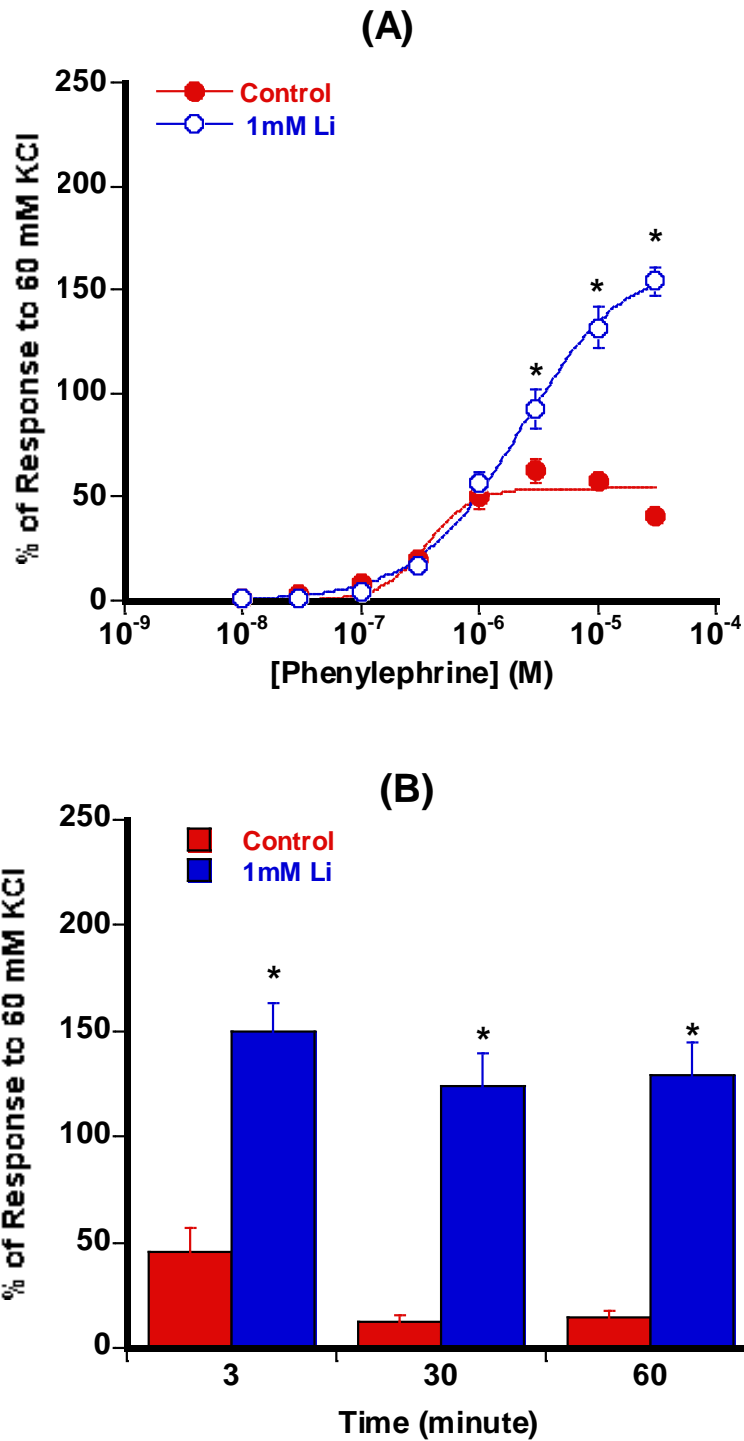 (A)
% of Response to 60 mM KCl
250
200
150
100
50
0
Control
1mM Li
*
*
*
10-9
10-8
10-7
10-6
10-5
10-4
[Phenylephrine] (M)
(B)
% of Response to 60 mM KCl
250
200
150
100
50
0
Control
1mM Li
*
*
*
3
30
60
Time (minute)